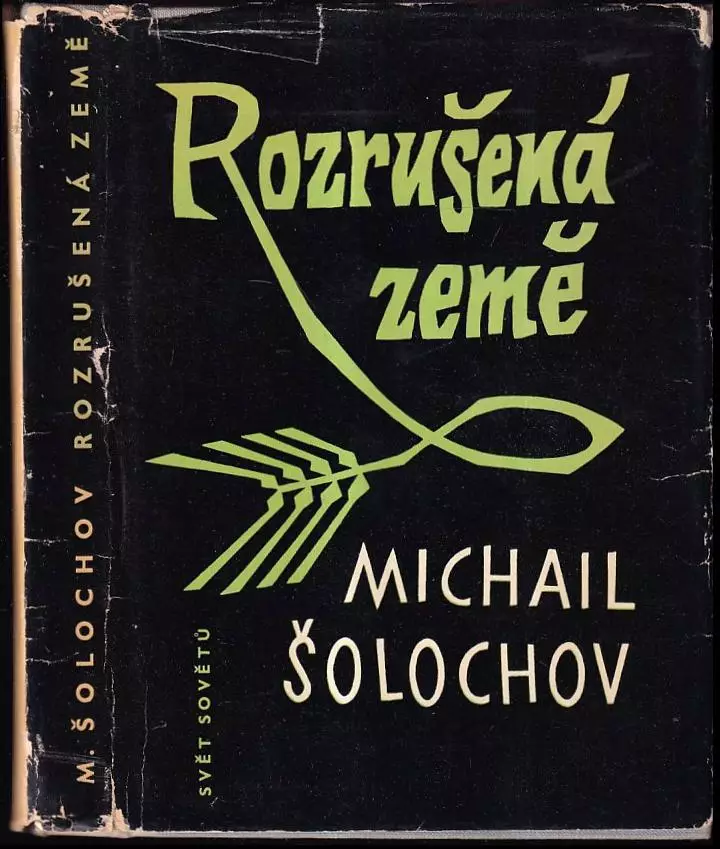 M. ŠOLOCHOV ROZRUŠENÁ ZEMĚ
Rozrušená
země
MICHAIL
ŠOLOCHOV
SVĚT SOVĚTŮ